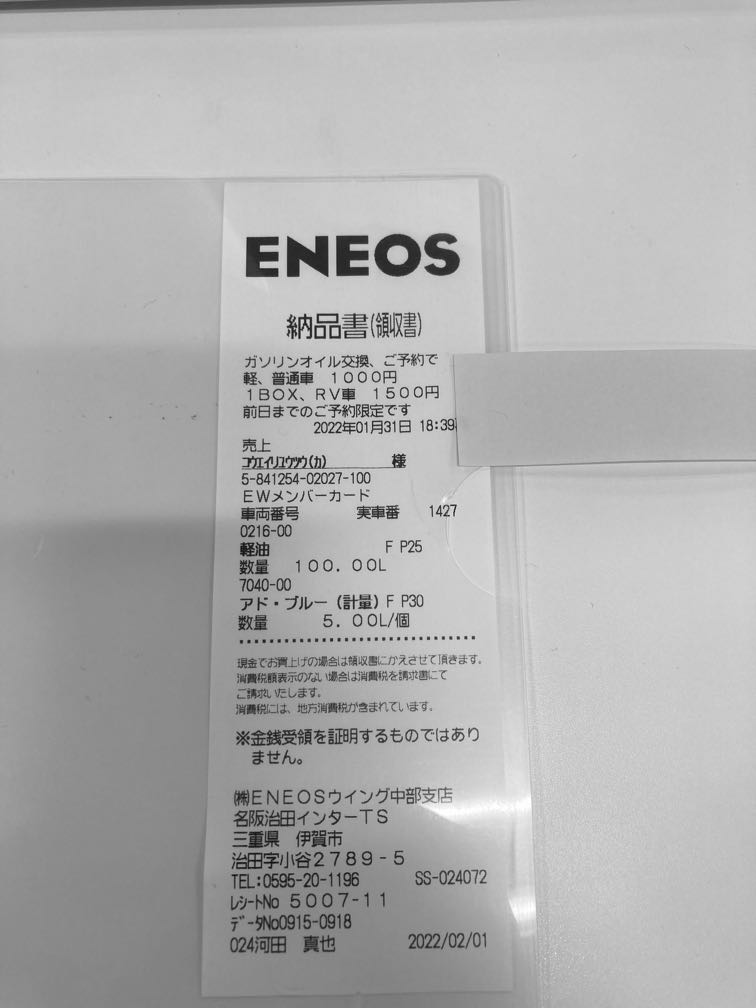 ENEOS
納品書(領収書)
ガソリンオイル交換、ご予約で
軽、普通車 1000円
1BOX、RV車 1500円
前日までのご予約限定です
2022年01月31日 18:39
売上
コウエイリユウツウ(カ) 様
5-841254-02027-100
EWメンバーカード
車両番号 実車番 1427
0216-00
軽油 F P25
数量 100.00L
7040-00
アド・ブルー(計量)F P30
数量 5.00L/個
現金でお買上げの場合は領収書にかえさせて頂きます。
消費税額表示のない場合は消費税を請求書にて
ご請求いたします。
消費税には、地方消費税が含まれています。
※金銭受領を証明するものではあり
ません。
㈱ENEOSウイング中部支店
名阪治田インターTS
三重県 伊賀市
治田字小谷2789-5
TEL:0595-20-1196 SS-024072
レシートNo 5007-11
データNo0915-0918
024河田 真也 2022/02/01